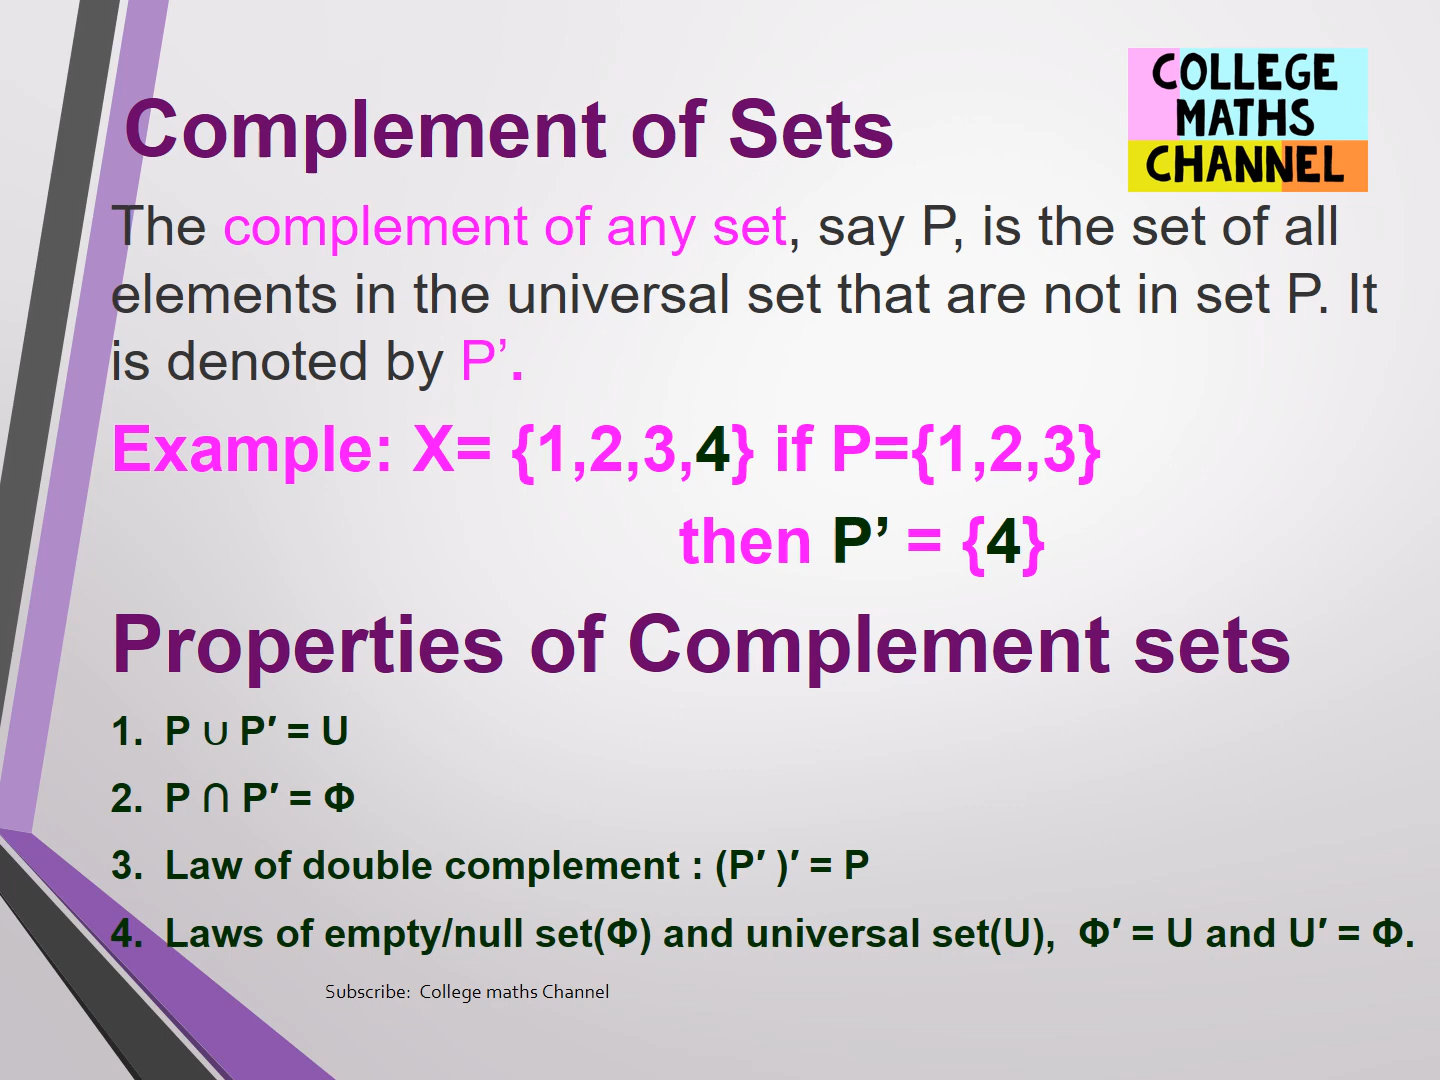 COLLEGE
MATHS
CHANNEL
Complement of Sets
The complement of any set, say P, is the set of all
elements in the universal set that are not in set P. It
is denoted by P’.
Example: X= {1,2,3,4} if P={1,2,3}
then P’ = {4}
Properties of Complement sets
1. P ∪ P′ = U
2. P ⋂ P′ = Φ
3. Law of double complement : (P′ )′ = P
4. Laws of empty/null set(Φ) and universal set(U), Φ′ = U and U′ = Φ.
Subscribe: College maths Channel